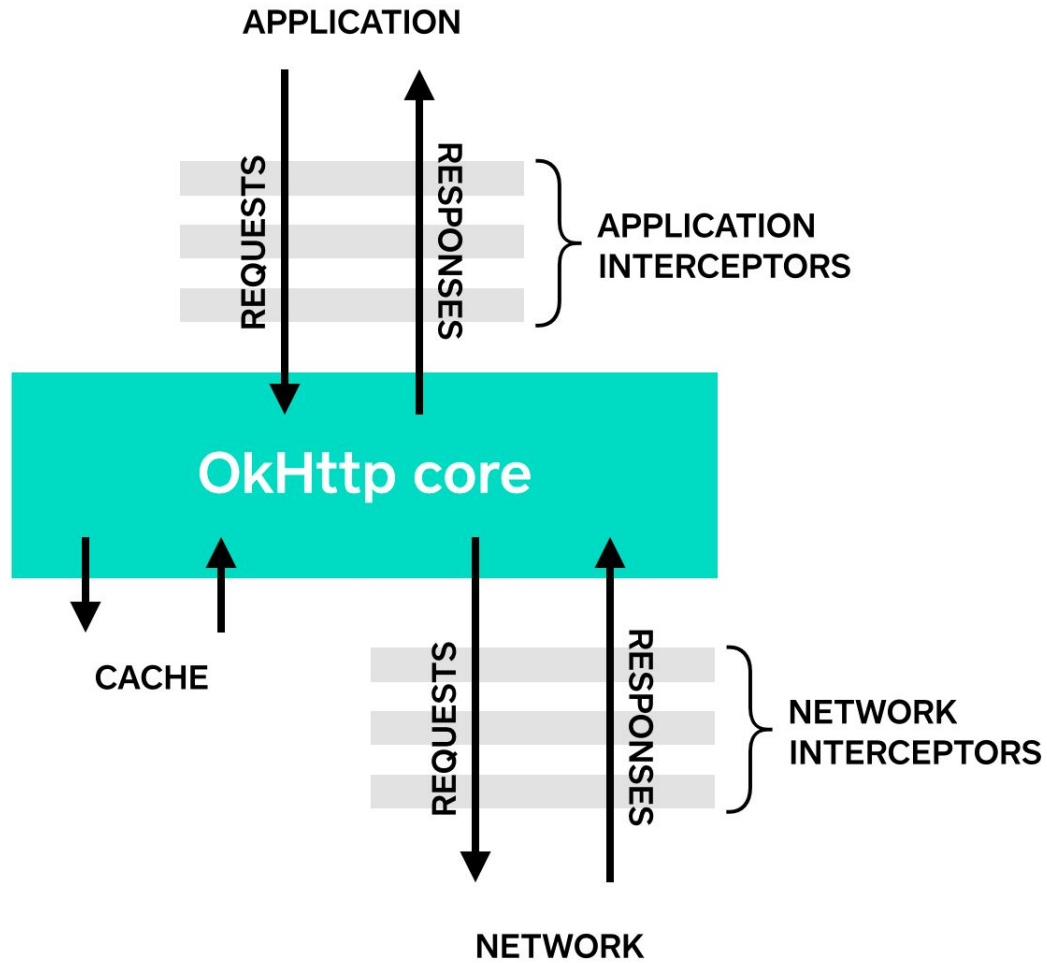 APPLICATION
REQUESTS
RESPONSES
APPLICATION
INTERCEPTORS
OkHttp core
CACHE
REQUESTS
RESPONSES
NETWORK
INTERCEPTORS
NETWORK